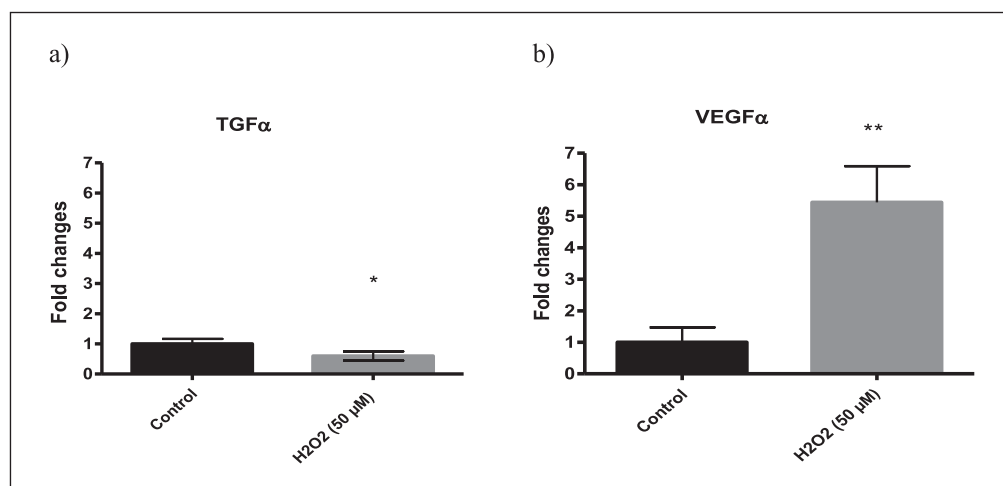 a)
TGFα
Fold changes
7
6
5
4
3
2
1
0
*
Control
H2O2 (50 µM)
b)
VEGFα
**
Fold changes
7
6
5
4
3
2
1
0
Control
H2O2 (50 µM)